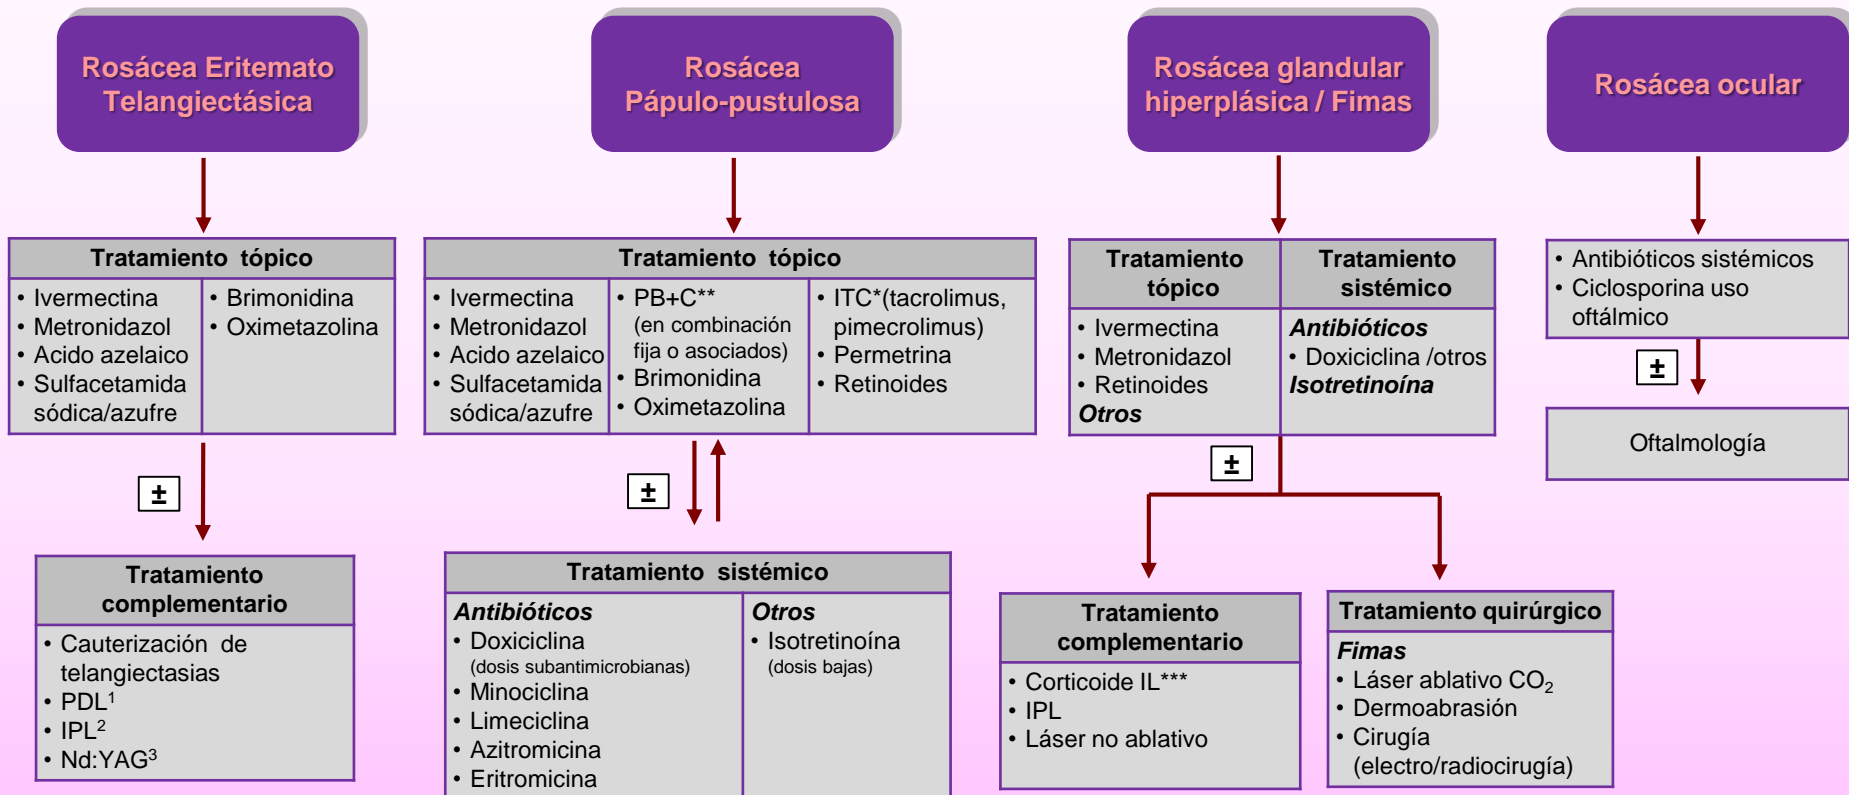 Rosácea Eritemato
Telangiectásica
Rosácea
Pápulo-pustulosa
Rosácea glandular
hiperplásica / Fimas
Rosácea ocular
Tratamiento tópico
• Ivermectina
• Metronidazol
• Acido azelaico
• Sulfacetamida
sódica/azufre
• Brimonidina
• Oximetazolina
±
Tratamiento
complementario
• Cauterización de
telangiectasias
• PDL¹
• IPL²
• Nd:YAG³
Tratamiento tópico
• Ivermectina
• Metronidazol
• Acido azelaico
• Sulfacetamida
sódica/azufre
• PB+C**
(en combinación
fija o asociados)
• Brimonidina
• Oximetazolina
• ITC*(tacrolimus,
pimecrolimus)
• Permetrina
• Retinoides
±
Tratamiento sistémico
Antibióticos
• Doxiciclina
(dosis subantimicrobianas)
• Minociclina
• Limeciclina
• Azitromicina
• Eritromicina
Otros
• Isotretinoína
(dosis bajas)
Tratamiento
tópico
• Ivermectina
• Metronidazol
• Retinoides
Otros
Tratamiento
sistémico
Antibióticos
• Doxiciclina /otros
Isotretinoína
±
Tratamiento
complementario
• Corticoide IL***
• IPL
• Láser no ablativo
Tratamiento quirúrgico
Fimas
• Láser ablativo CO₂
• Dermoabrasión
• Cirugía
(electro/radiocirugía)
• Antibióticos sistémicos
• Ciclosporina uso
oftálmico
±
Oftalmología